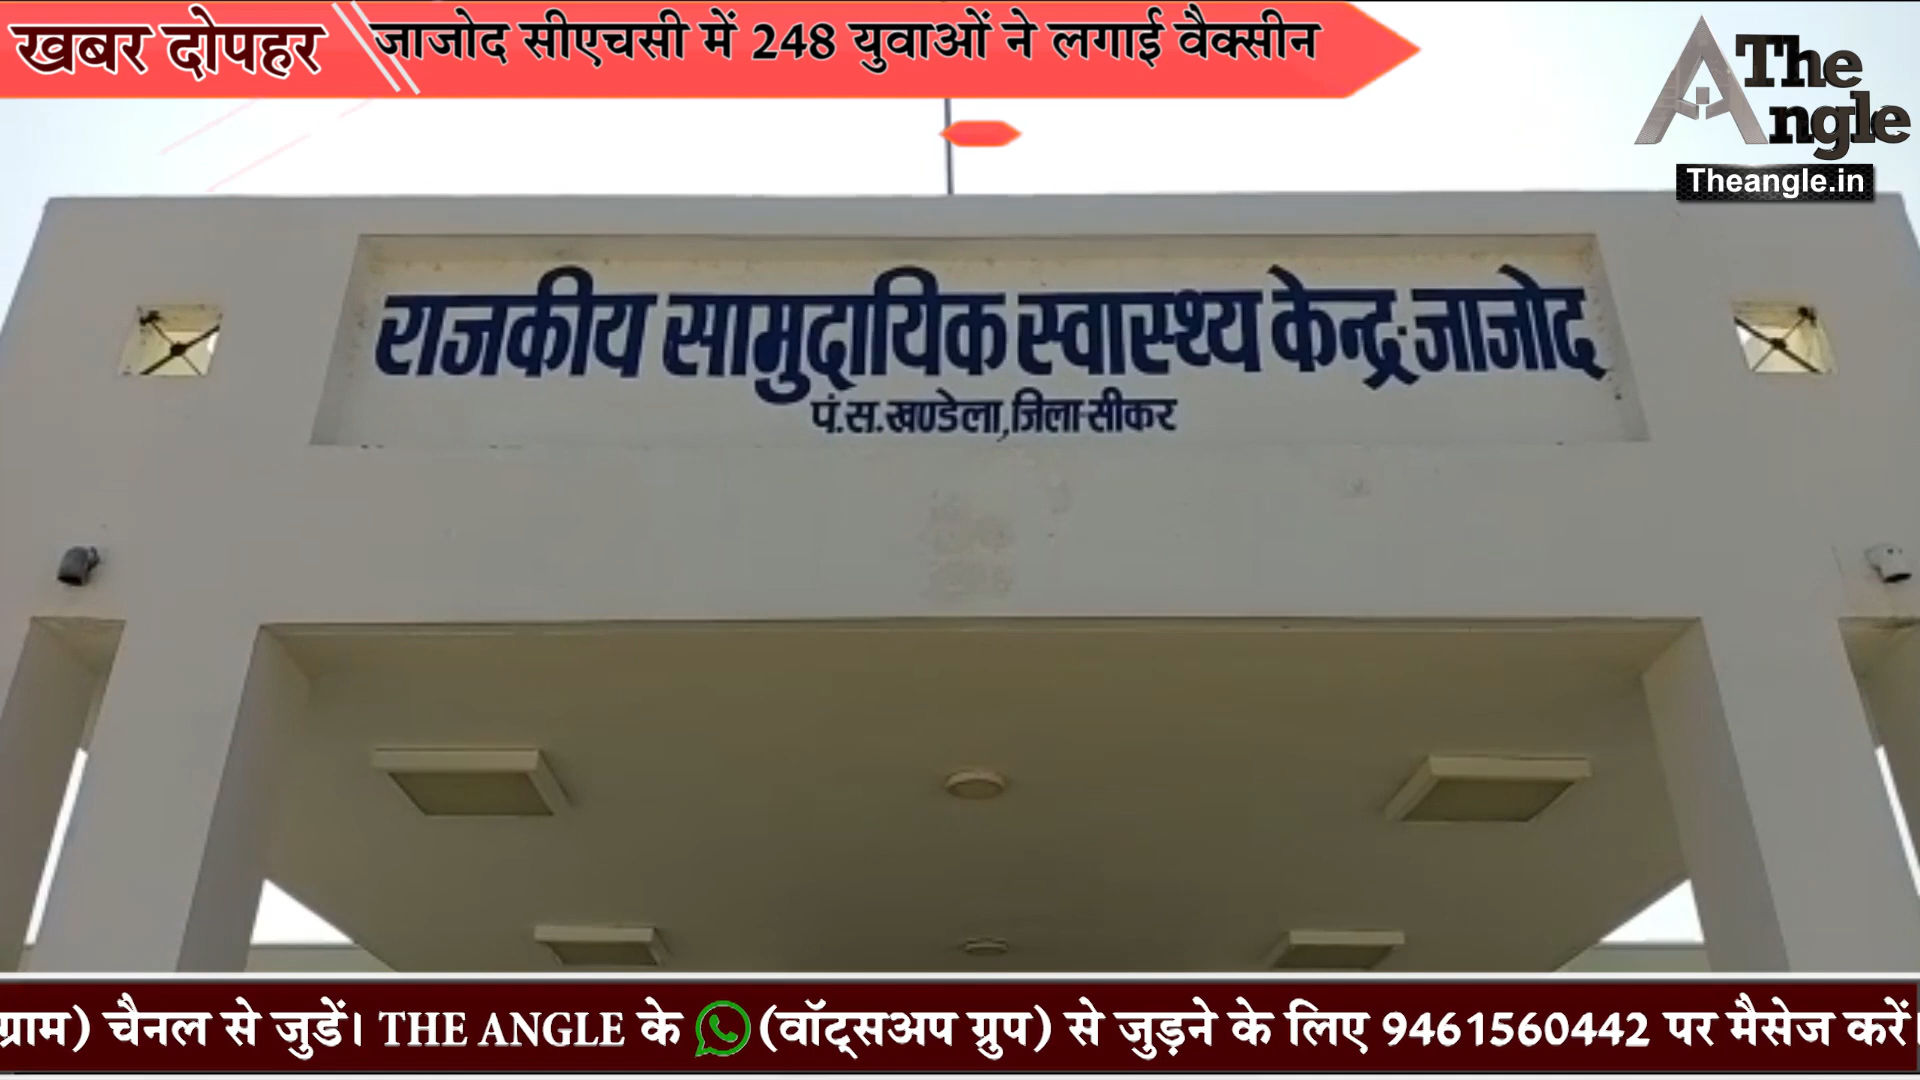 खबर दोपहर
जाजोद सीएचसी में 248 युवाओं ने लगाई वैक्सीन
The
Angle
Theangle.in
राजकीय सामुदायिक स्वास्थ्य केन्द्र-जाजोद
पं.स.खण्डेला,जिला-सीकर
ग्राम) चैनल से जुडें। THE ANGLE के (वॉट्सअप ग्रुप) से जुड़ने के लिए 9461560442 पर मैसेज करें।